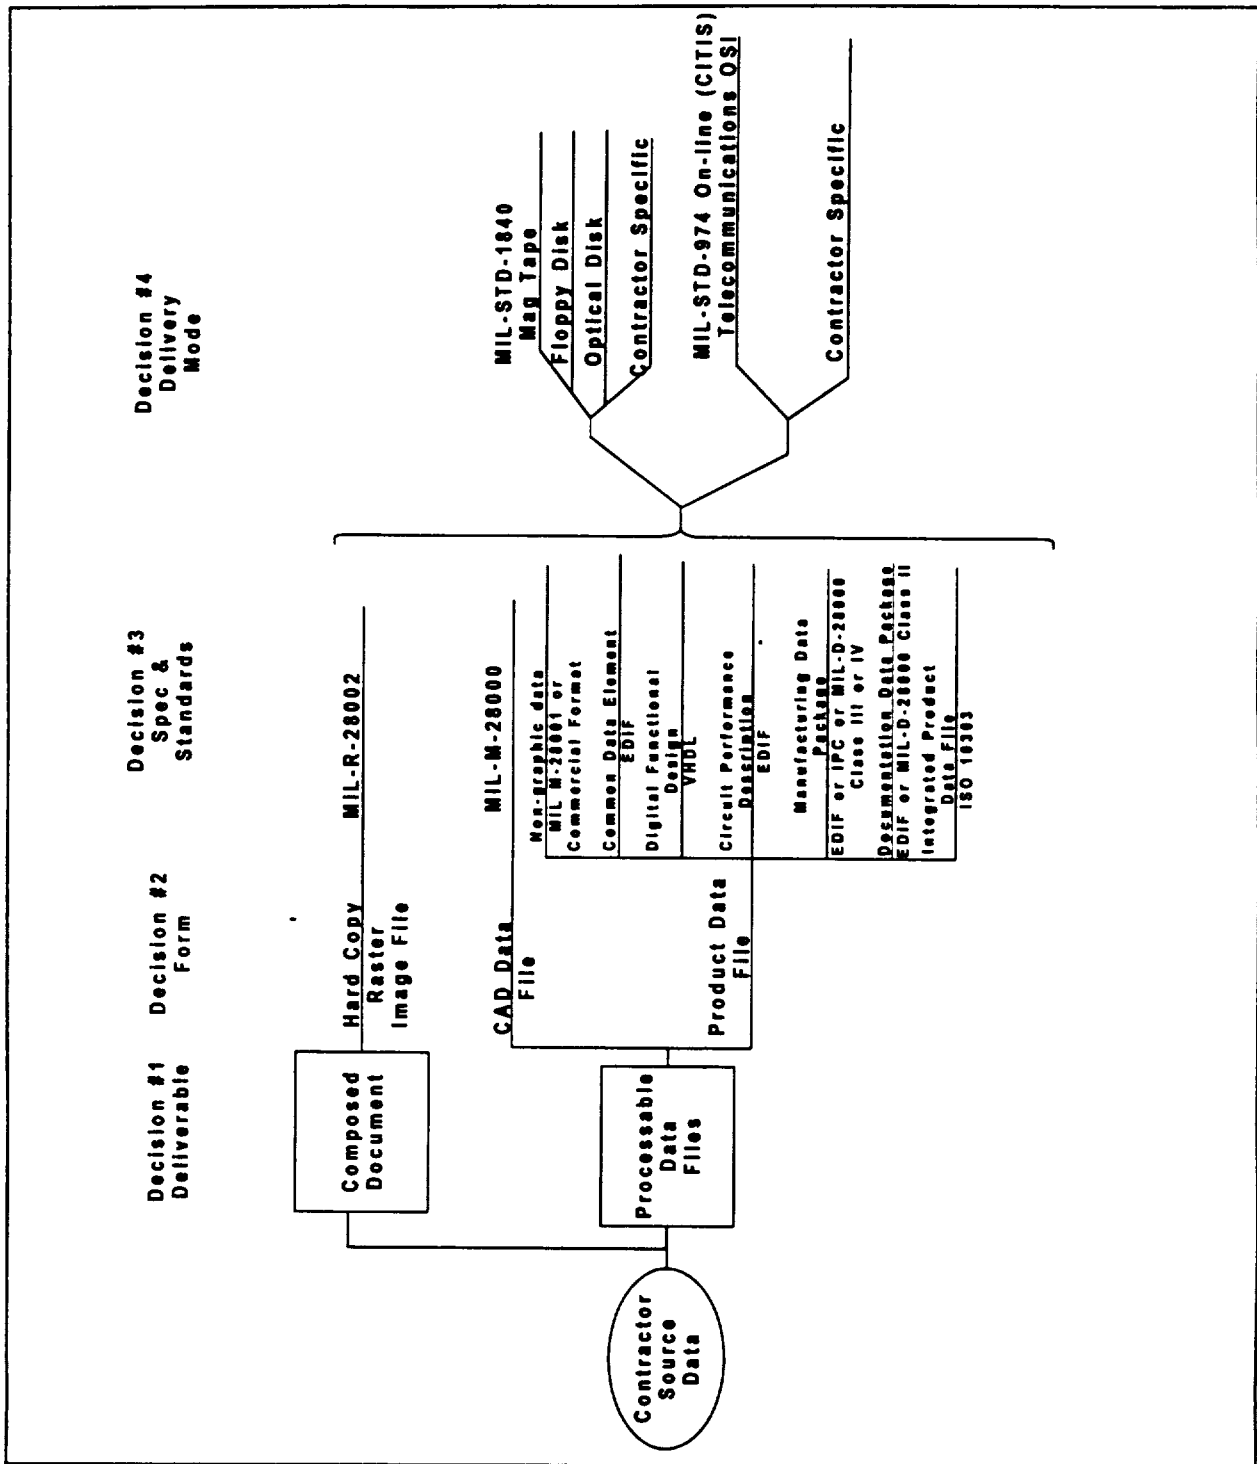 Decision #1
Deliverable
Decision #2
Form
Decision #3
Spec &
Standards
Decision #4
Delivery
Mode
Contractor
Source
Data
Composed
Document
Processable
Data
Files
Hard Copy
Raster
Image File
MIL-R-28002
CAD Data
File
MIL-M-28000
Product Data
File
Non-graphic data
MIL M-28001 or
Commercial Format
Common Data Element
EDIF
Digital Functional
Design
VHDL
Circuit Performance
Description
EDIF
Manufacturing Data
Package
EDIF or IPC or MIL-D-28000
Class III or IV
Documentation Data Package
EDIF or MIL-D-28000 Class II
Integrated Product
Data File
ISO 10303
MIL-STD-1840
Mag Tape
Floppy Disk
Optical Disk
Contractor Specific
MIL-STD-974 On-line (CITIS)
Telecommunications OSI
Contractor Specific